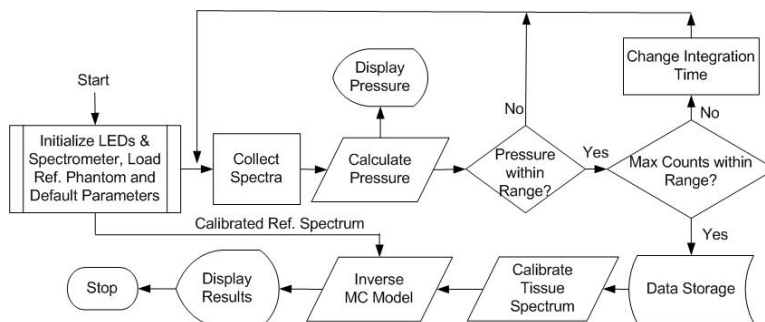 Start
Initialize LEDs &
Spectrometer, Load
Ref. Phantom and
Default Parameters
Collect
Spectra
Display
Pressure
Calculate
Pressure
No
Pressure
within
Range?
Yes
Change Integration
Time
No
Max Counts within
Range?
Yes
Calibrated Ref. Spectrum
Stop
Display
Results
Inverse
MC Model
Calibrate
Tissue
Spectrum
Data Storage